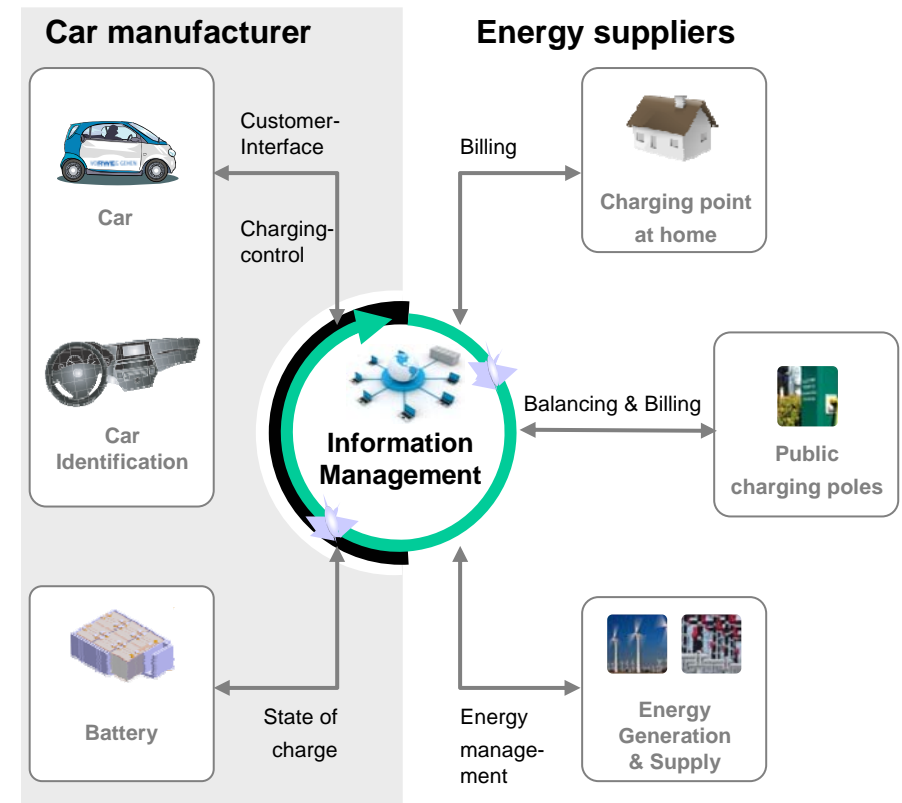 Car manufacturer
Energy suppliers
Customer-
Interface
Billing
Car
Charging-
control
Charging point
at home
Car
Identification
Information
Management
Balancing & Billing
Public
charging poles
Battery
State of
charge
Energy
manage-
ment
Energy
Generation
& Supply